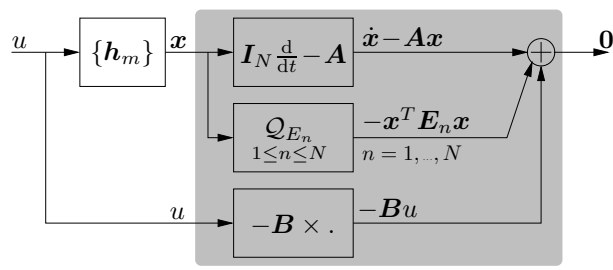 u {h_m} x I_N d/dt − A ẋ−Ax 0
Q_{E_n} −x^T E_n x
1≤n≤N n = 1, ..., N
u −B × . −Bu